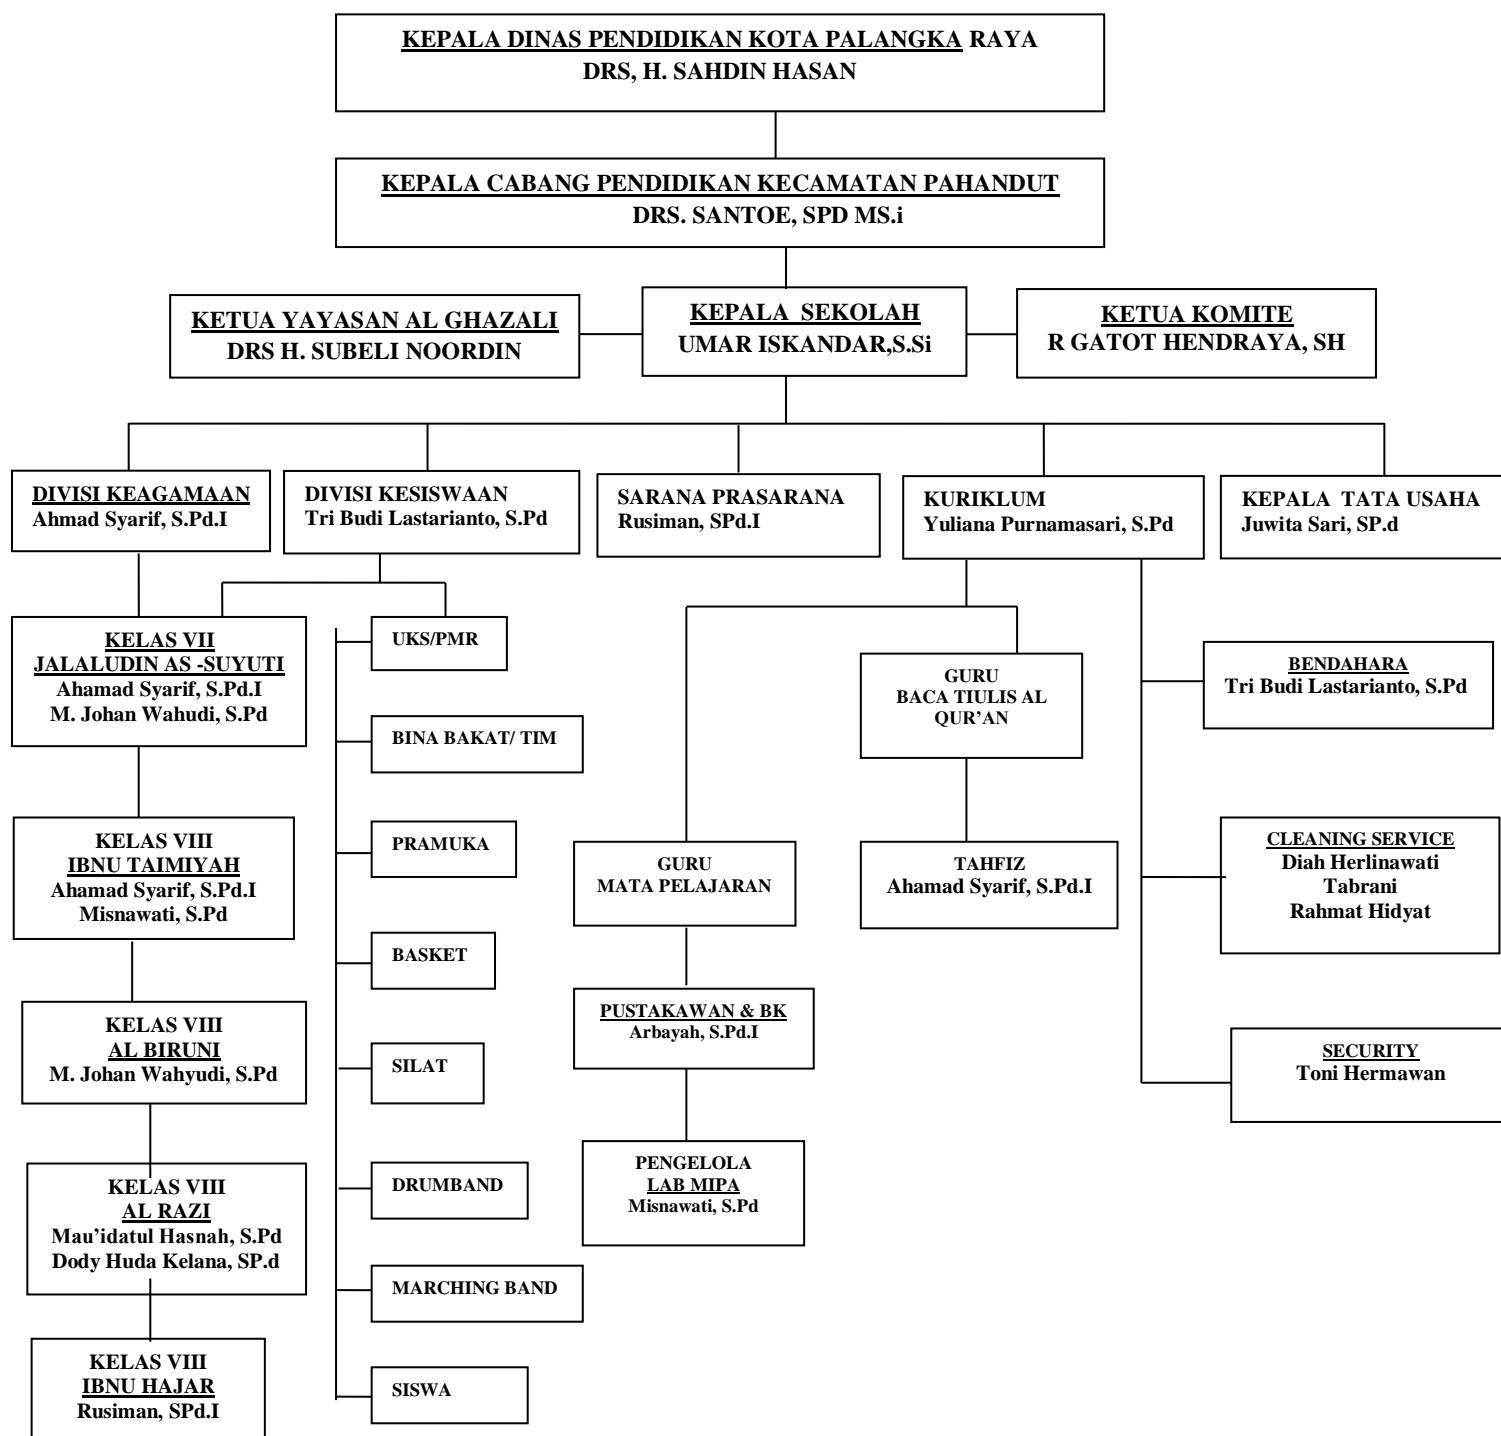 KEPALA DINAS PENDIDIKAN KOTA PALANGKA RAYA
DRS, H. SAHDIN HASAN
KEPALA CABANG PENDIDIKAN KECAMATAN PAHANDUT
DRS. SANTOE, SPD MS.i
KETUA YAYASAN AL GHAZALI
DRS H. SUBELI NOORDIN
KEPALA SEKOLAH
UMAR ISKANDAR,S.Si
KETUA KOMITE
R GATOT HENDRAYA, SH
DIVISI KEAGAMAAN
Ahmad Syarif, S.Pd.I
DIVISI KESISWAAN
Tri Budi Lastarianto, S.Pd
SARANA PRASARANA
Rusiman, SPd.I
KURIKLUM
Yuliana Purnamasari, S.Pd
KEPALA TATA USAHA
Juwita Sari, SP.d
KELAS VII
JALALUDIN AS -SUYUTI
Ahamad Syarif, S.Pd.I
M. Johan Wahudi, S.Pd
KELAS VIII
IBNU TAIMIYAH
Ahamad Syarif, S.Pd.I
Misnawati, S.Pd
KELAS VIII
AL BIRUNI
M. Johan Wahyudi, S.Pd
KELAS VIII
AL RAZI
Mau’idatul Hasnah, S.Pd
Dody Huda Kelana, SP.d
KELAS VIII
IBNU HAJAR
Rusiman, SPd.I
UKS/PMR
BINA BAKAT/ TIM
PRAMUKA
BASKET
SILAT
DRUMBAND
MARCHING BAND
SISWA
GURU
MATA PELAJARAN
PUSTAKAWAN & BK
Arbayah, S.Pd.I
PENGELOLA
LAB MIPA
Misnawati, S.Pd
GURU
BACA TIULIS AL
QUR’AN
TAHFIZ
Ahamad Syarif, S.Pd.I
BENDAHARA
Tri Budi Lastarianto, S.Pd
CLEANING SERVICE
Diah Herlinawati
Tabrani
Rahmat Hidyat
SECURITY
Toni Hermawan